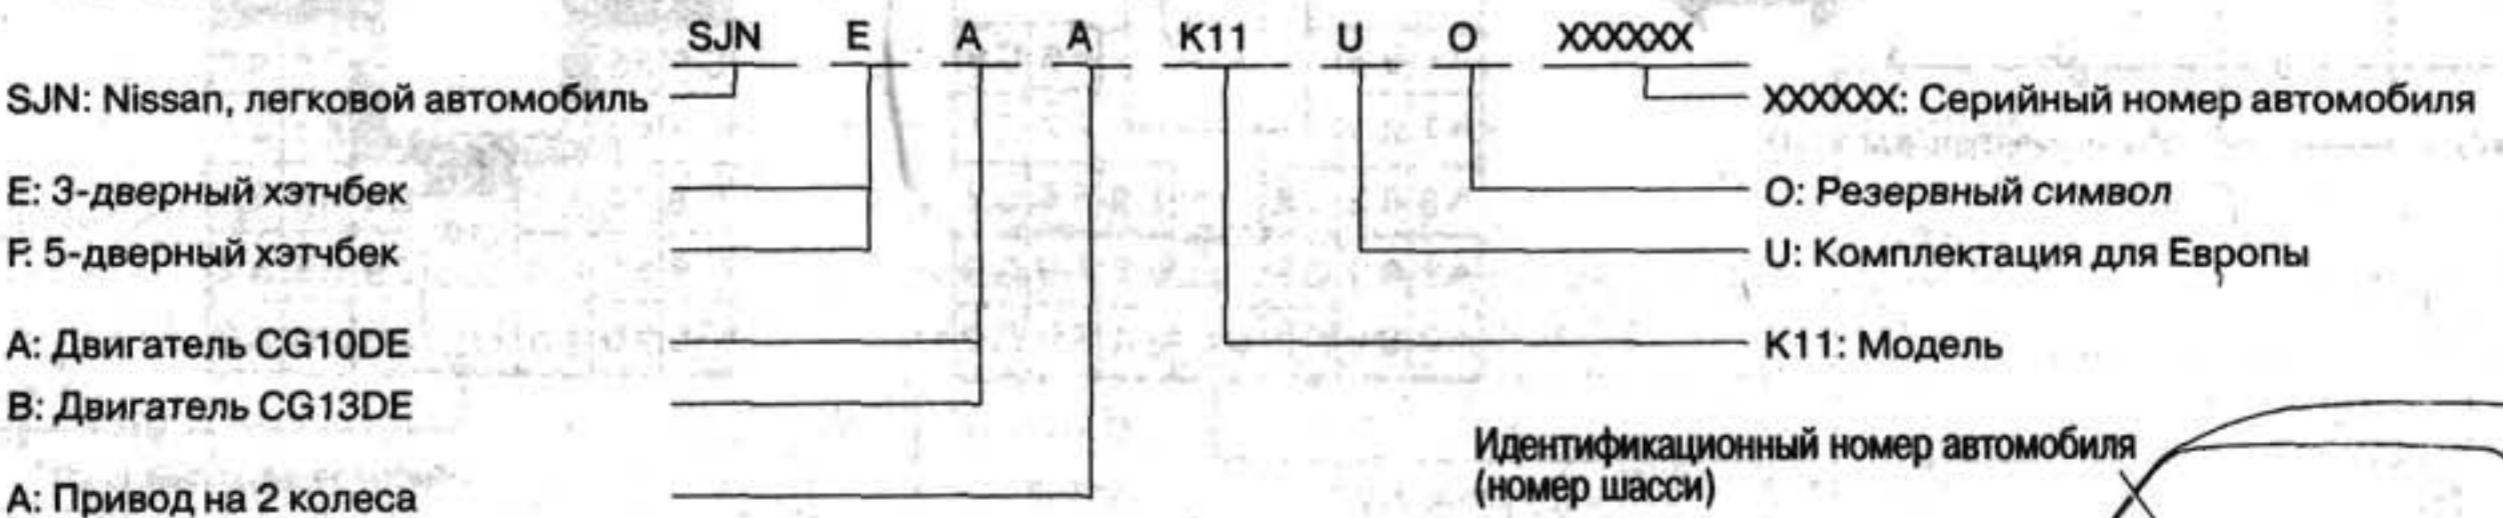 SJN E A A K11 U O XXXXXX
SJN: Nissan, легковой автомобиль
XXXXXX: Серийный номер автомобиля
E: 3-дверный хэтчбек
O: Резервный символ
F: 5-дверный хэтчбек
U: Комплектация для Европы
A: Двигатель CG10DE
K11: Модель
B: Двигатель CG13DE
Идентификационный номер автомобиля
(номер шасси)
A: Привод на 2 колеса